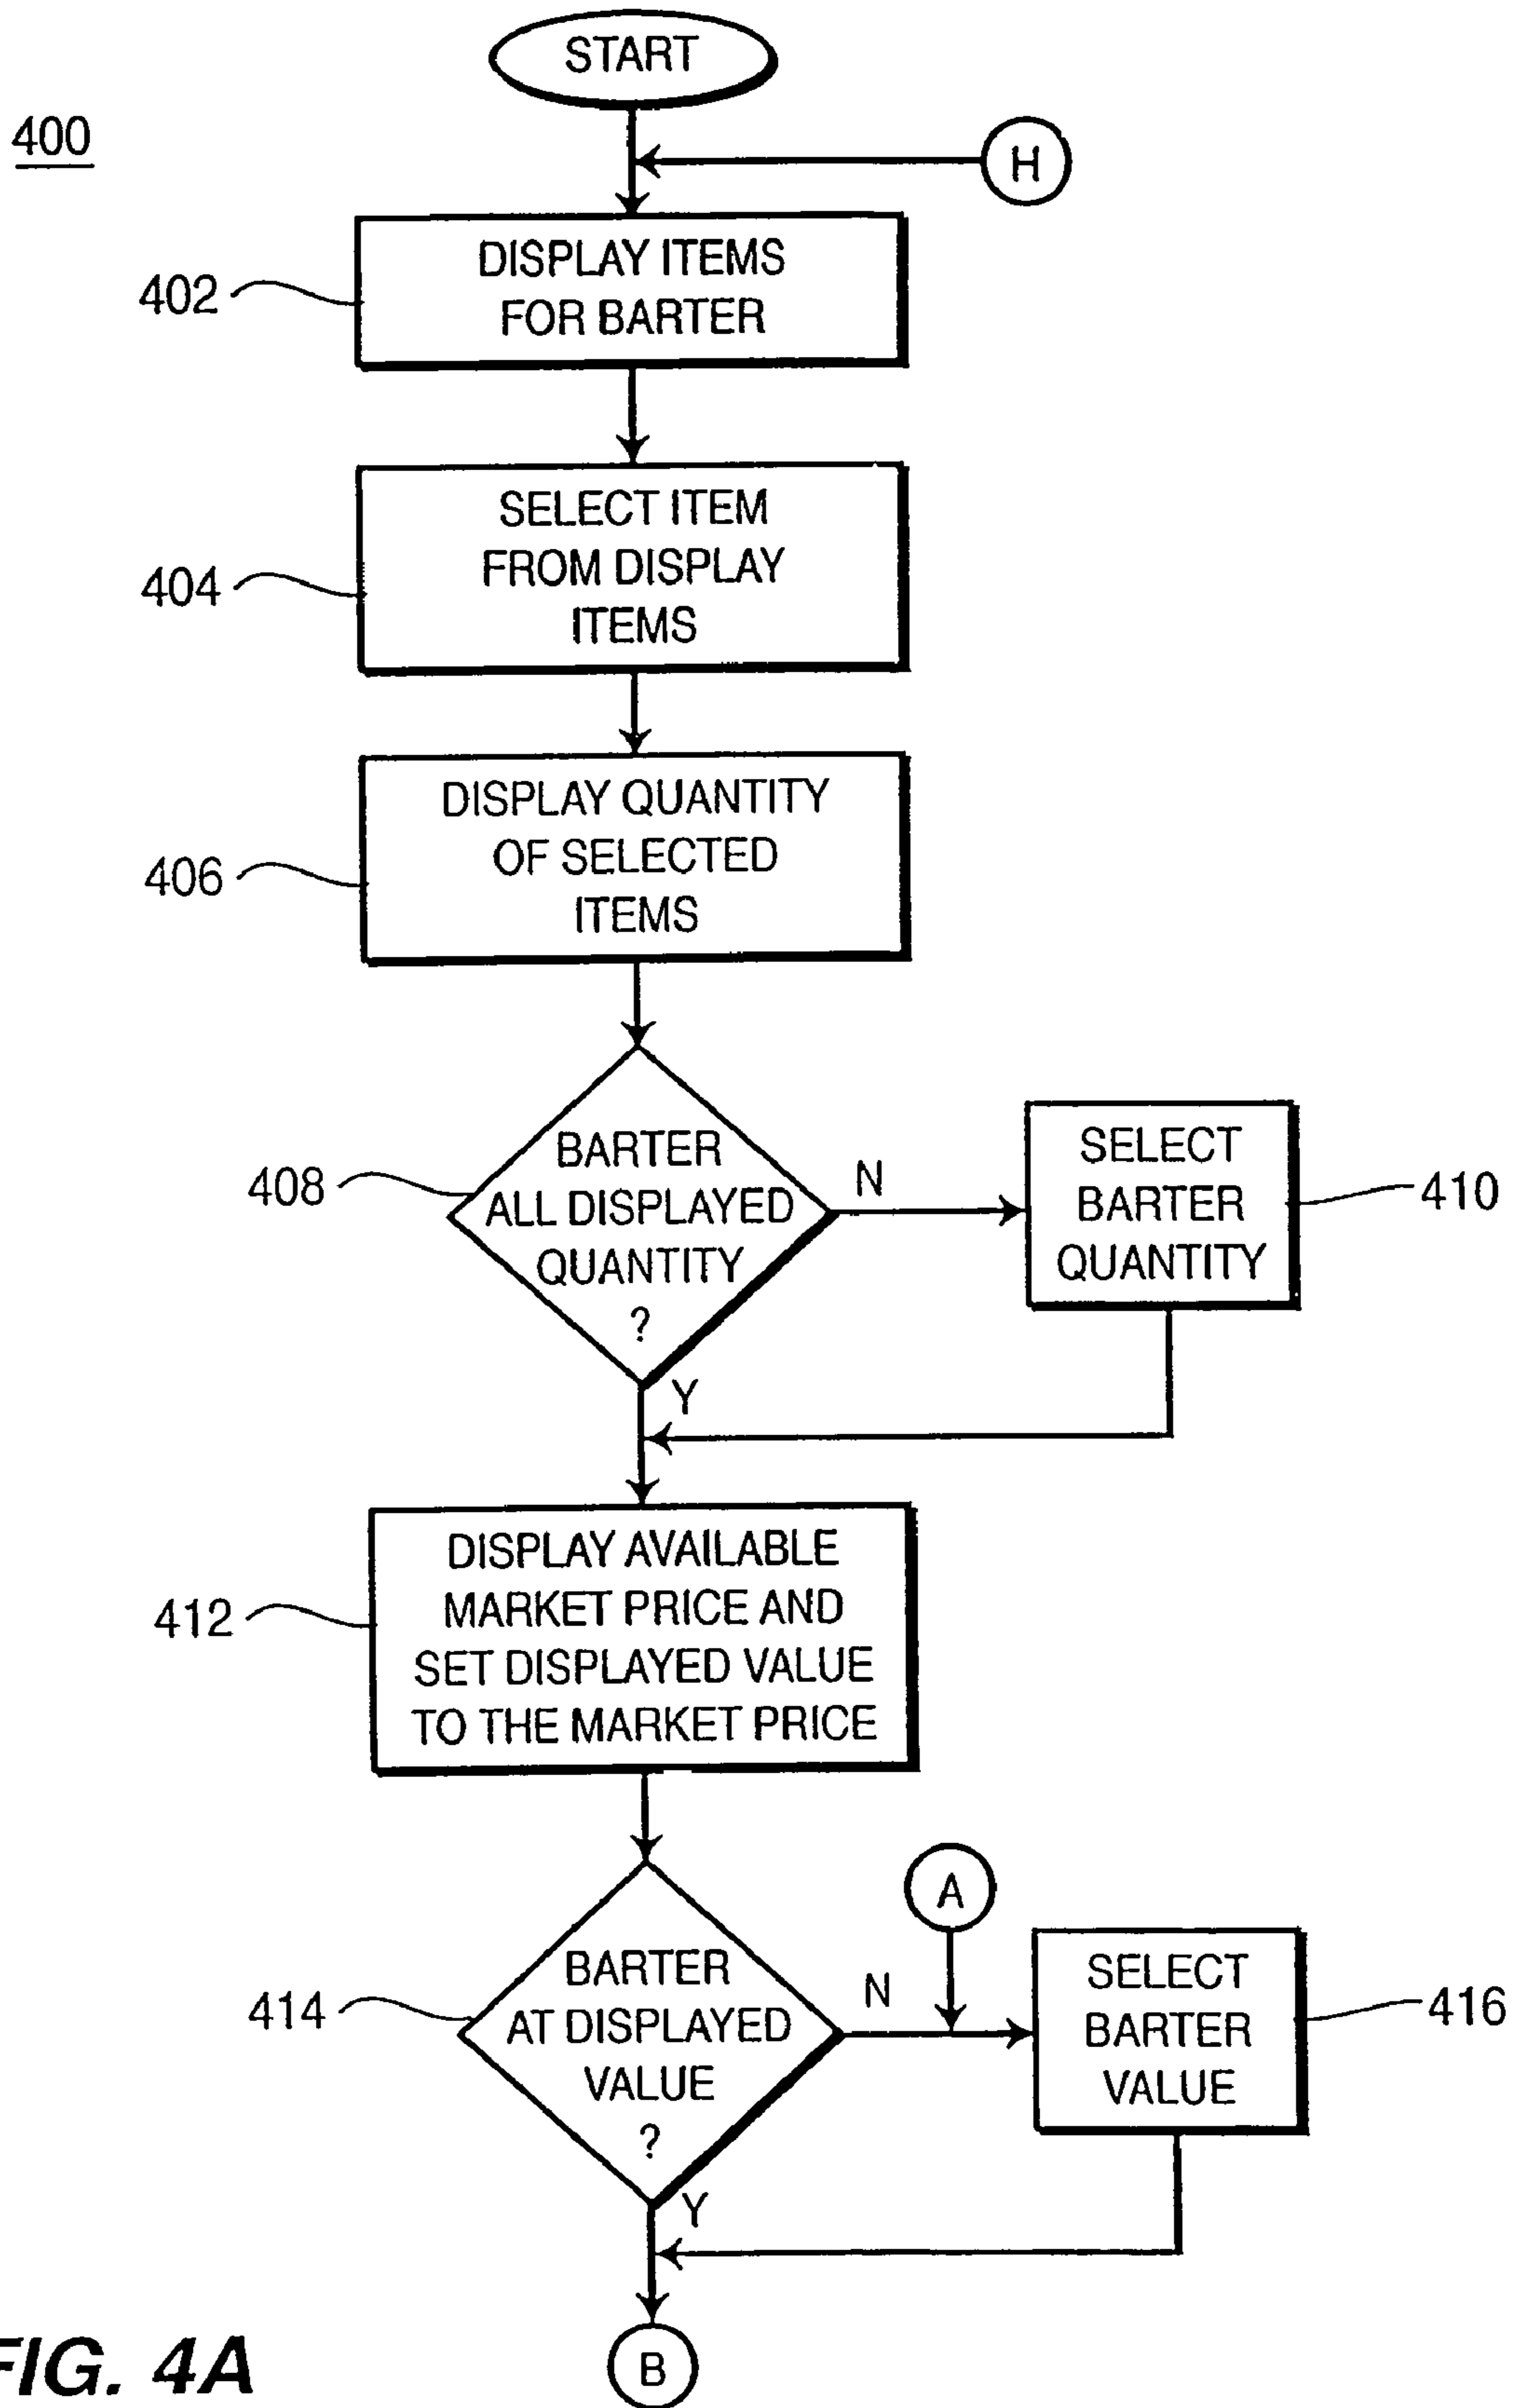 START
400
H
DISPLAY ITEMS
FOR BARTER
402
SELECT ITEM
FROM DISPLAY
ITEMS
404
DISPLAY QUANTITY
OF SELECTED
ITEMS
406
BARTER
ALL DISPLAYED
QUANTITY
?
408
N
SELECT
BARTER
QUANTITY
410
Y
DISPLAY AVAILABLE
MARKET PRICE AND
SET DISPLAYED VALUE
TO THE MARKET PRICE
412
A
BARTER
AT DISPLAYED
VALUE
?
414
N
SELECT
BARTER
VALUE
416
Y
B
FIG. 4A